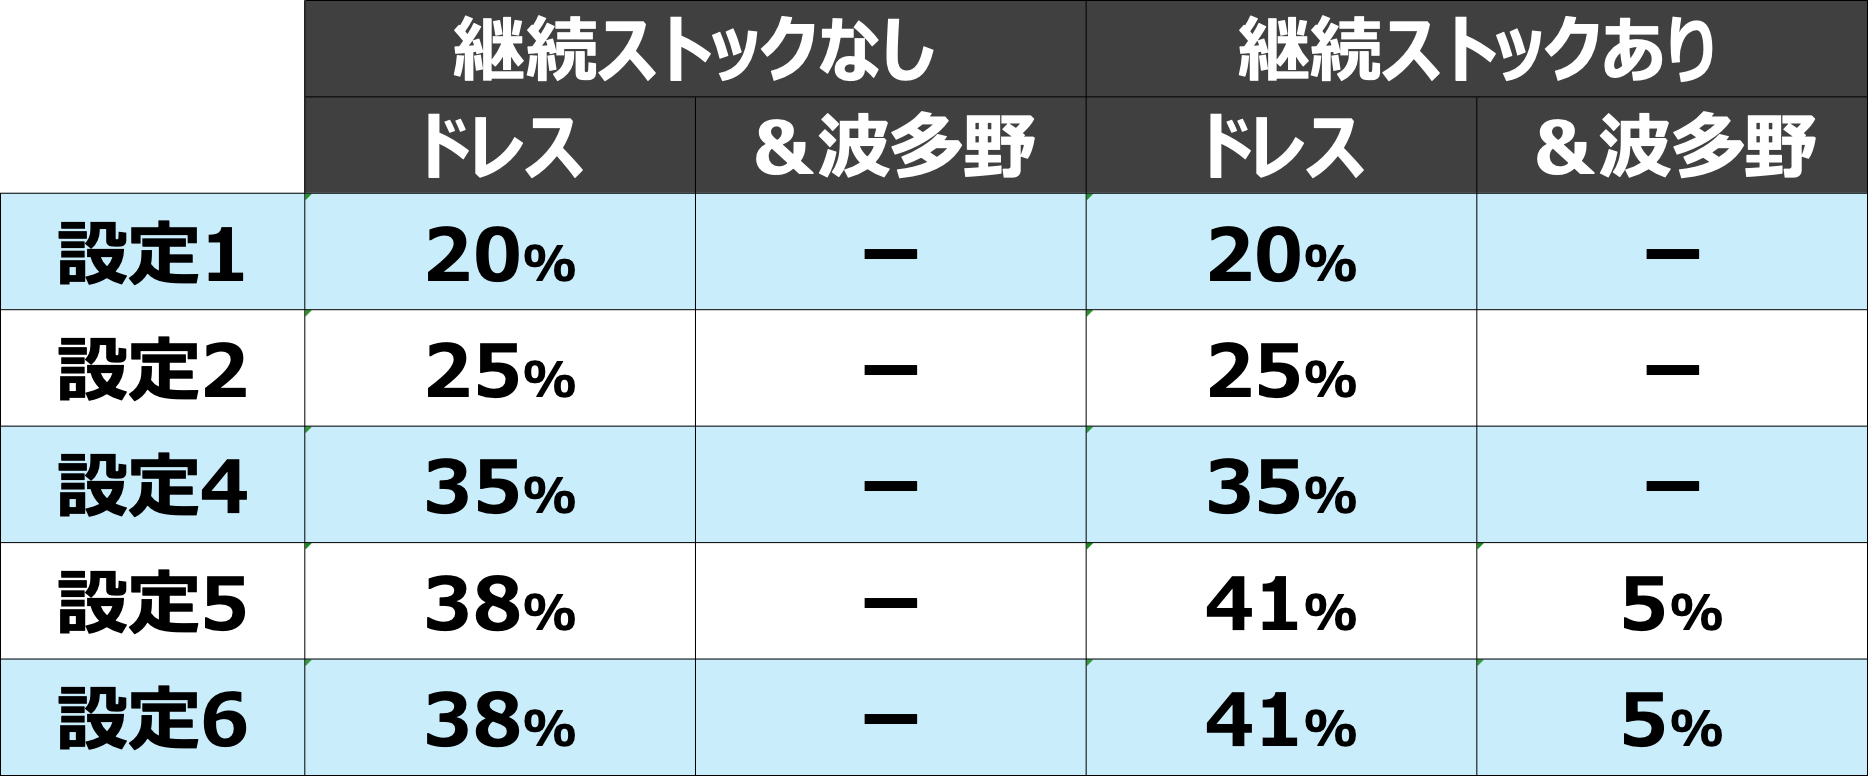 継続ストックなし 継続ストックあり
ドレス ＆波多野 ドレス ＆波多野
設定1 20% ー 20% ー
設定2 25% ー 25% ー
設定4 35% ー 35% ー
設定5 38% ー 41% 5%
設定6 38% ー 41% 5%